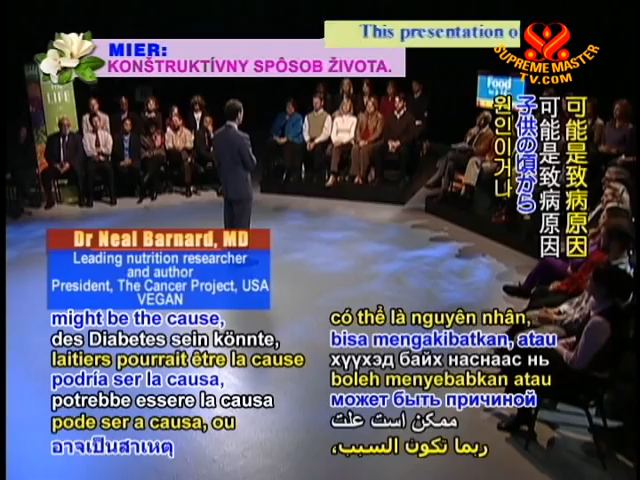 MIER:
KONŠTRUKTÍVNY SPÔSOB ŽIVOTA.
This presentation o
SUPREME MASTER
TV.COM
Food
LIFE
可能是致病原因
可能是致病原因
子供の頃から
원인이거나
Dr Neal Barnard, MD
Leading nutrition researcher
and author
President, The Cancer Project, USA
VEGAN
might be the cause,
des Diabetes sein könnte,
laitiers pourrait être la cause
podría ser la causa,
potrebbe essere la causa
pode ser a causa, ou
อาจเป็นสาเหตุ
có thể là nguyên nhân,
bisa mengakibatkan, atau
хүүхэд байх наснаас нь
boleh menyebabkan atau
может быть причиной
ممکن است علت
ربما تكون السبب،